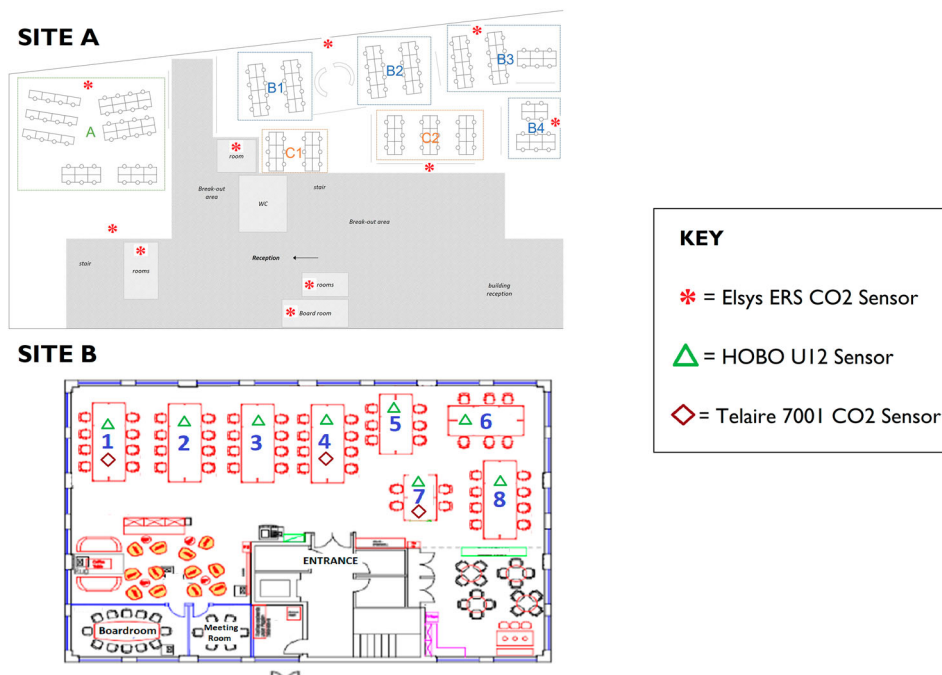 SITE A
B1
B2
B3
B4
A
C1
C2
room
Break-out
area
WC
stair
Break-out area
stair
rooms
Reception
rooms
Board room
building
reception
KEY
* = Elsys ERS CO2 Sensor
= HOBO U12 Sensor
= Telaire 7001 CO2 Sensor
SITE B
1
2
3
4
5
6
7
8
ENTRANCE
Boardroom
Meeting
Room